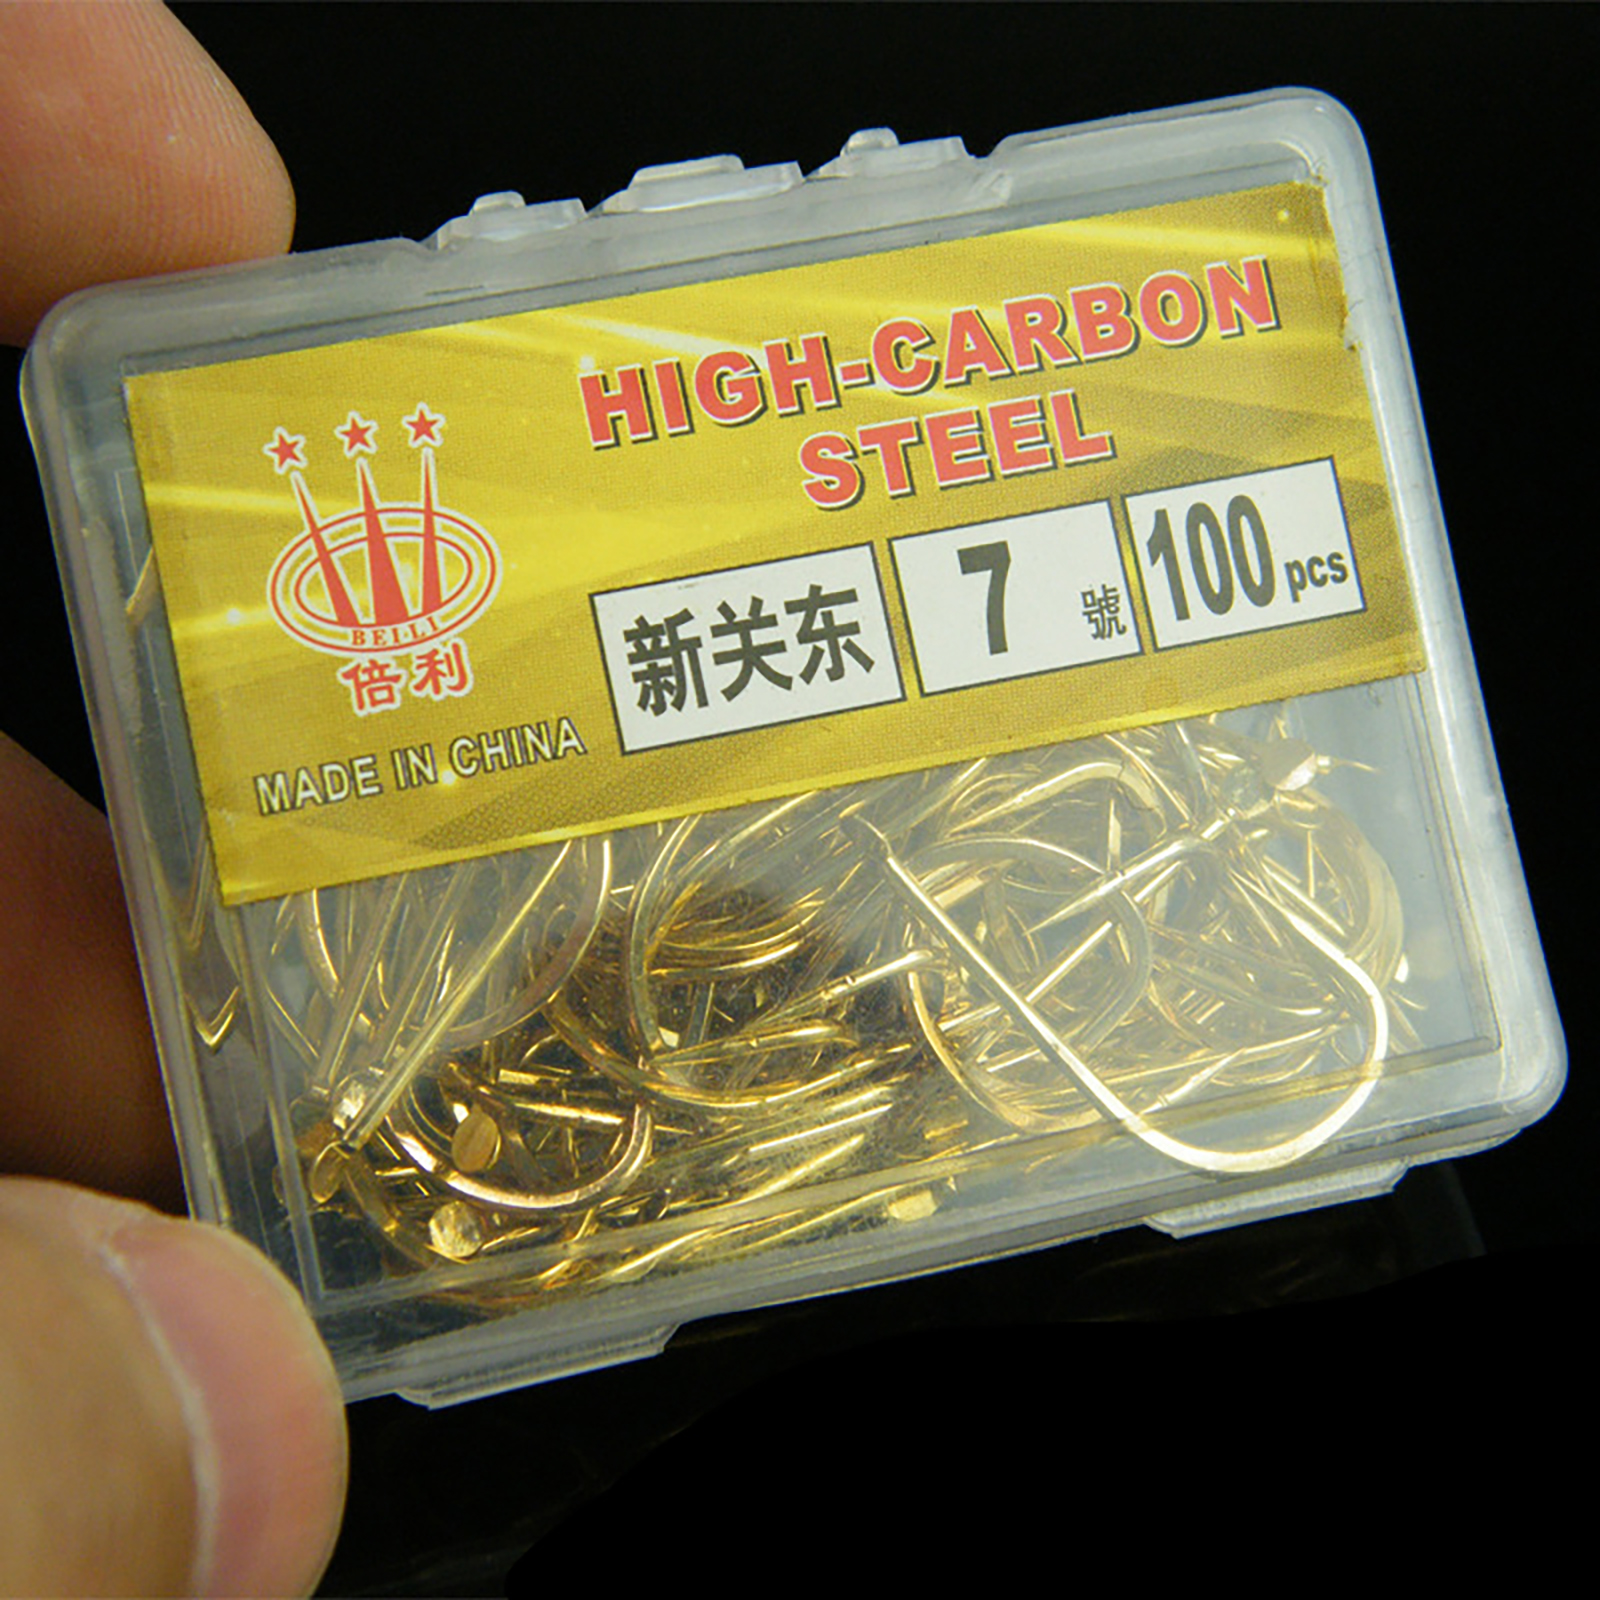 HIGH-CARBON
STEEL
BEILI
倍利
新关东
7 號
100 pcs
MADE IN CHINA